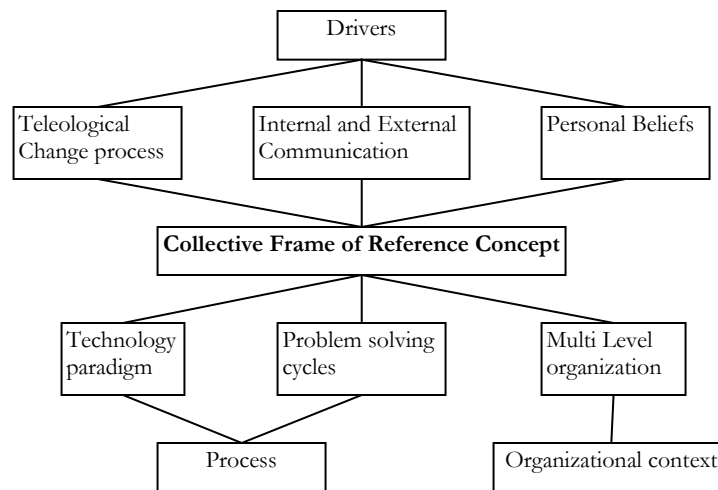 Drivers
Teleological
Change process
Internal and External
Communication
Personal Beliefs
Collective Frame of Reference Concept
Technology
paradigm
Problem solving
cycles
Multi Level
organization
Process
Organizational context